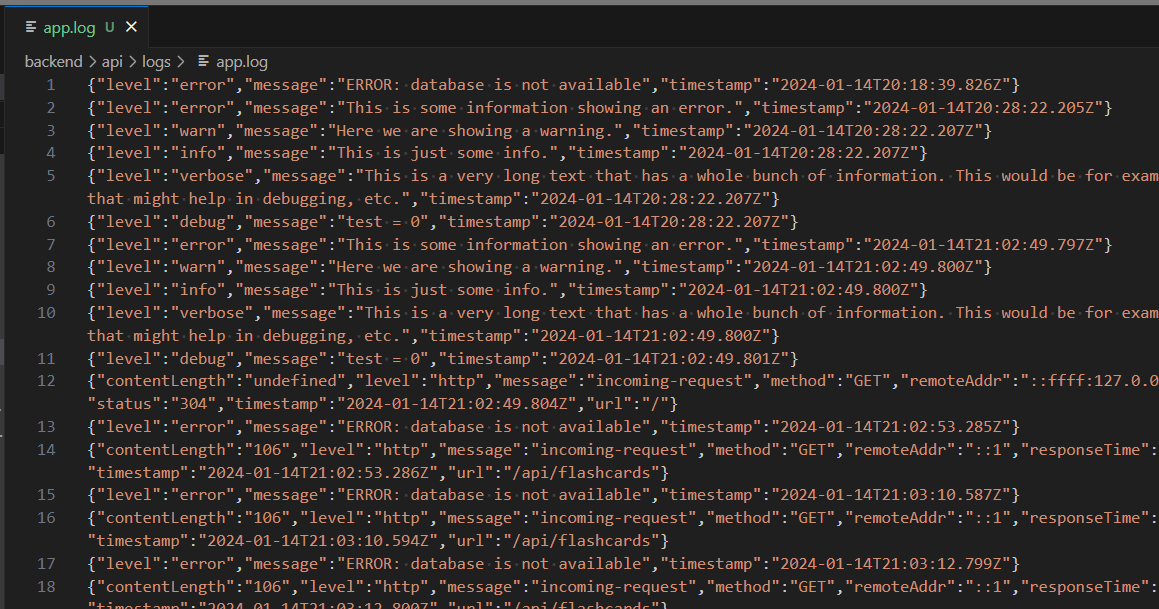 app.log U
backend > api > logs > app.log
1 {"level":"error","message":"ERROR: database is not available","timestamp":"2024-01-14T20:18:39.826Z"}
2 {"level":"error","message":"This is some information showing an error.","timestamp":"2024-01-14T20:28:22.205Z"}
3 {"level":"warn","message":"Here we are showing a warning.","timestamp":"2024-01-14T20:28:22.207Z"}
4 {"level":"info","message":"This is just some info.","timestamp":"2024-01-14T20:28:22.207Z"}
5 {"level":"verbose","message":"This is a very long text that has a whole bunch of information. This would be for exam
that might help in debugging, etc.","timestamp":"2024-01-14T20:28:22.207Z"}
6 {"level":"debug","message":"test = 0","timestamp":"2024-01-14T20:28:22.207Z"}
7 {"level":"error","message":"This is some information showing an error.","timestamp":"2024-01-14T21:02:49.797Z"}
8 {"level":"warn","message":"Here we are showing a warning.","timestamp":"2024-01-14T21:02:49.800Z"}
9 {"level":"info","message":"This is just some info.","timestamp":"2024-01-14T21:02:49.800Z"}
10 {"level":"verbose","message":"This is a very long text that has a whole bunch of information. This would be for exam
that might help in debugging, etc.","timestamp":"2024-01-14T21:02:49.800Z"}
11 {"level":"debug","message":"test = 0","timestamp":"2024-01-14T21:02:49.801Z"}
12 {"contentLength":"undefined","level":"http","message":"incoming-request","method":"GET","remoteAddr":"::ffff:127.0.0
"status":"304","timestamp":"2024-01-14T21:02:49.804Z","url":"/"}
13 {"level":"error","message":"ERROR: database is not available","timestamp":"2024-01-14T21:02:53.285Z"}
14 {"contentLength":"106","level":"http","message":"incoming-request","method":"GET","remoteAddr":"::1","responseTime":
"timestamp":"2024-01-14T21:02:53.286Z","url":"/api/flashcards"}
15 {"level":"error","message":"ERROR: database is not available","timestamp":"2024-01-14T21:03:10.587Z"}
16 {"contentLength":"106","level":"http","message":"incoming-request","method":"GET","remoteAddr":"::1","responseTime":
"timestamp":"2024-01-14T21:03:10.594Z","url":"/api/flashcards"}
17 {"level":"error","message":"ERROR: database is not available","timestamp":"2024-01-14T21:03:12.799Z"}
18 {"contentLength":"106","level":"http","message":"incoming-request","method":"GET","remoteAddr":"::1","responseTime":
"timestamp":"2024-01-14T21:03:12.800Z","url":"/api/flashcards"}